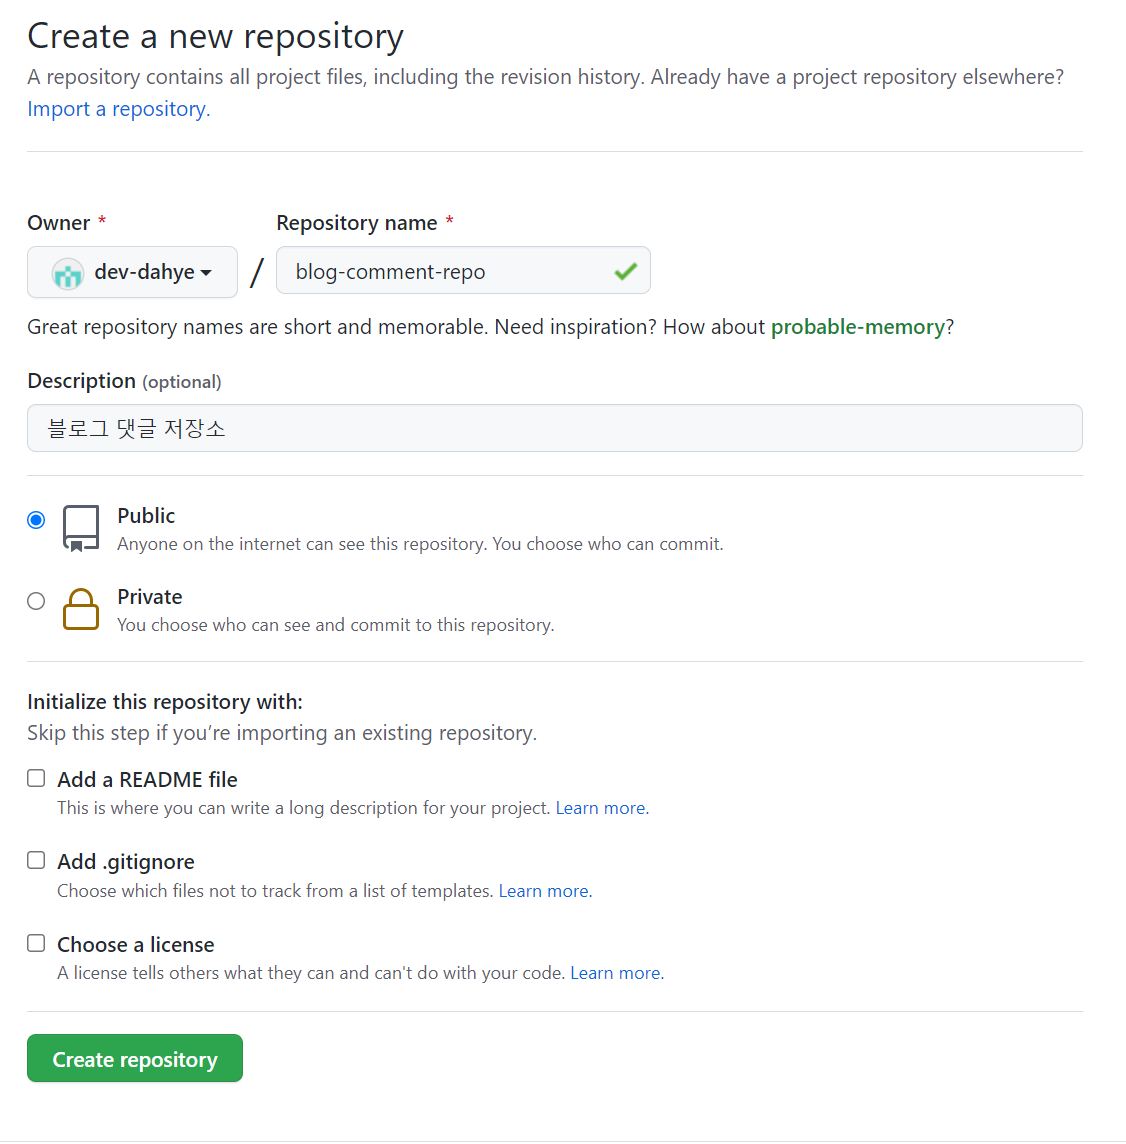 Create a new repository
A repository contains all project files, including the revision history. Already have a project repository elsewhere?
Import a repository.
Owner * Repository name *
dev-dahye / blog-comment-repo
Great repository names are short and memorable. Need inspiration? How about probable-memory?
Description (optional)
블로그 댓글 저장소
Public
Anyone on the internet can see this repository. You choose who can commit.
Private
You choose who can see and commit to this repository.
Initialize this repository with:
Skip this step if you’re importing an existing repository.
Add a README file
This is where you can write a long description for your project. Learn more.
Add .gitignore
Choose which files not to track from a list of templates. Learn more.
Choose a license
A license tells others what they can and can't do with your code. Learn more.
Create repository